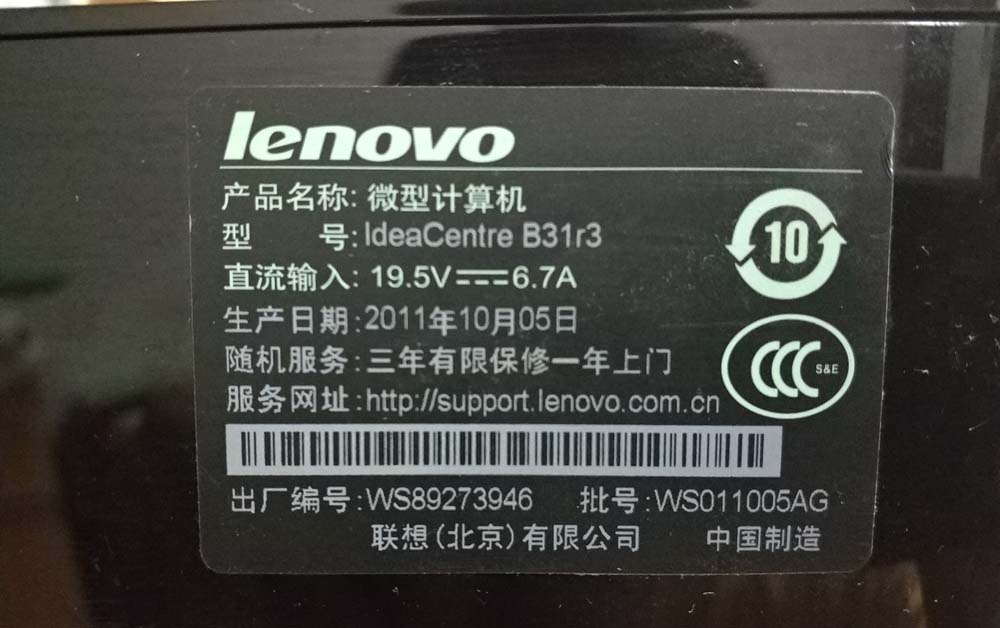 lenovo
产品名称: 微型计算机
型 号: IdeaCentre B31r3
10
直流输入: 19.5V⎓6.7A
生产日期: 2011年10月05日
随机服务: 三年有限保修一年上门
CCC S&E
服务网址: http://support.lenovo.com.cn
出厂编号: WS89273946 批号: WS011005AG
联想(北京)有限公司 中国制造